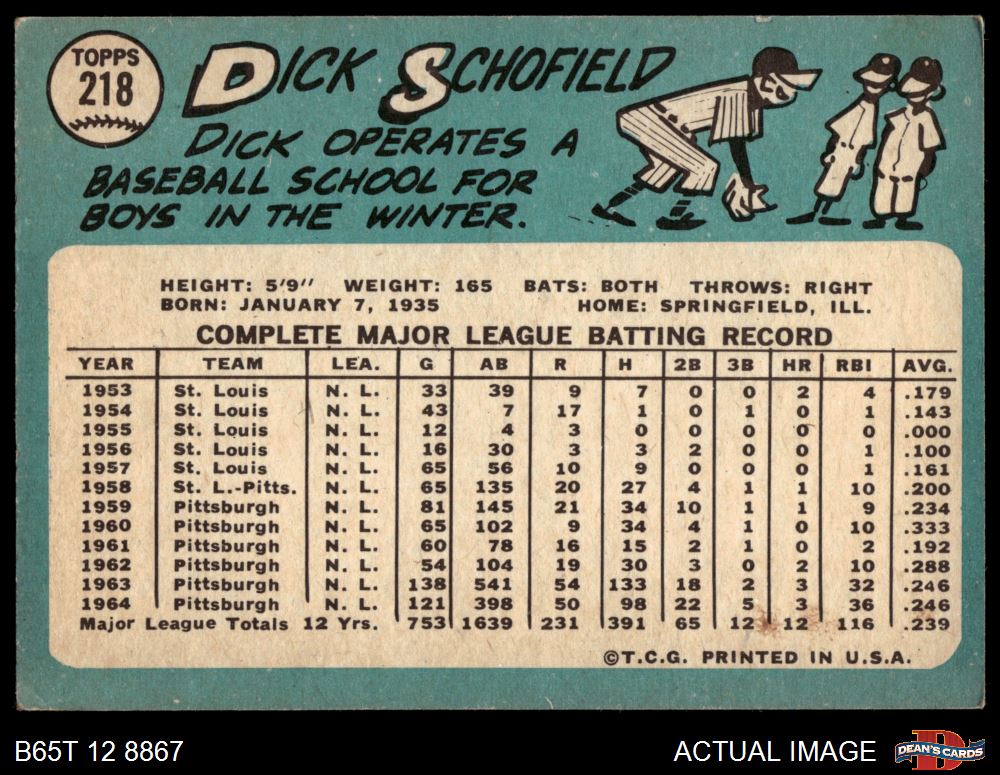 TOPPS
218
DICK SCHOFIELD
DICK OPERATES A
BASEBALL SCHOOL FOR
BOYS IN THE WINTER.
HEIGHT: 5'9" WEIGHT: 165 BATS: BOTH THROWS: RIGHT
BORN: JANUARY 7, 1935 HOME: SPRINGFIELD, ILL.
COMPLETE MAJOR LEAGUE BATTING RECORD
YEAR TEAM LEA. G AB R H 2B 3B HR RBI AVG.
1953 St. Louis N. L. 33 39 9 7 0 0 2 4 .179
1954 St. Louis N. L. 43 7 17 1 0 1 0 1 .143
1955 St. Louis N. L. 12 4 3 0 0 0 0 0 .000
1956 St. Louis N. L. 16 30 3 3 2 0 0 1 .100
1957 St. Louis N. L. 65 56 10 9 0 0 0 1 .161
1958 St. L.-Pitts. N. L. 65 135 20 27 4 1 1 10 .200
1959 Pittsburgh N. L. 81 145 21 34 10 1 1 9 .234
1960 Pittsburgh N. L. 65 102 9 34 4 1 0 10 .333
1961 Pittsburgh N. L. 60 78 16 15 2 1 0 2 .192
1962 Pittsburgh N. L. 54 104 19 30 3 0 2 10 .288
1963 Pittsburgh N. L. 138 541 54 133 18 2 3 32 .246
1964 Pittsburgh N. L. 121 398 50 98 22 5 3 36 .246
Major League Totals 12 Yrs. 753 1639 231 391 65 12 12 116 .239
©T.C.G. PRINTED IN U.S.A.
B65T 12 8867 ACTUAL IMAGE DEAN'S CARDS